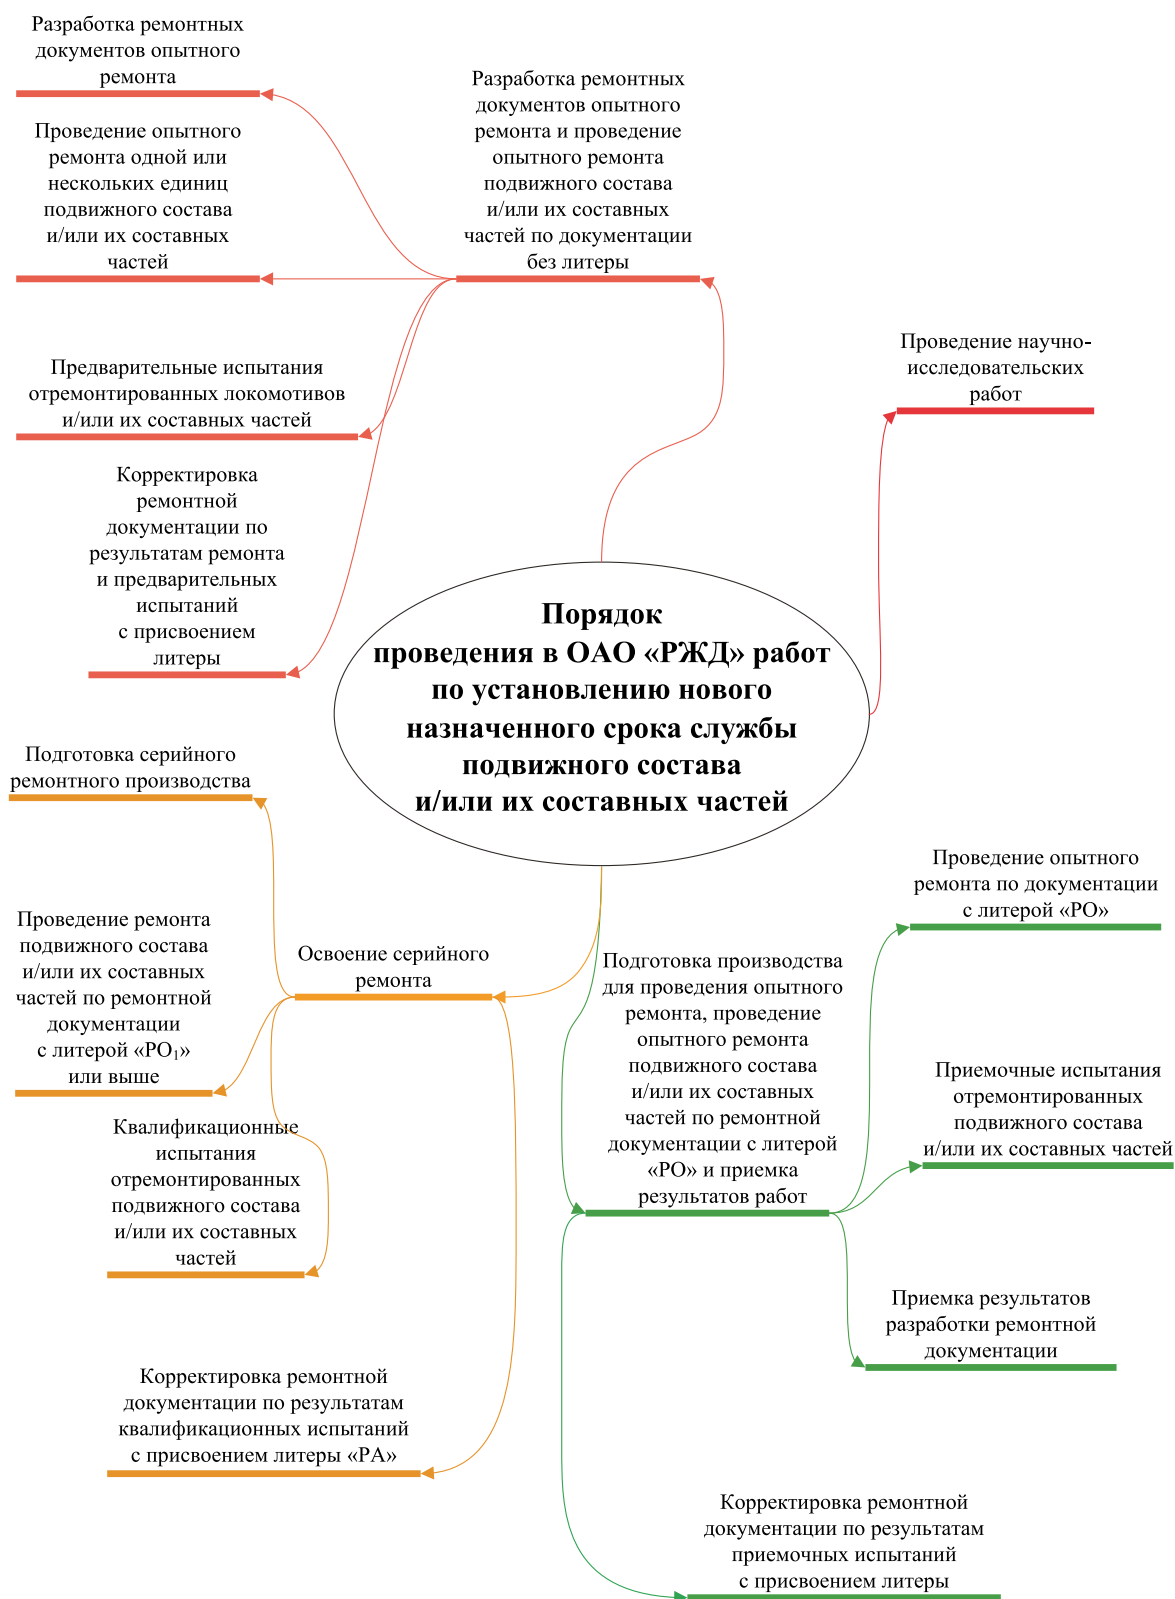 Разработка ремонтных
документов опытного
ремонта
Проведение опытного
ремонта одной или
нескольких единиц
подвижного состава
и/или их составных
частей
Предварительные испытания
отремонтированных локомотивов
и/или их составных частей
Корректировка
ремонтной
документации по
результатам ремонта
и предварительных
испытаний
с присвоением
литеры
Разработка ремонтных
документов опытного
ремонта и проведение
опытного ремонта
подвижного состава
и/или их составных
частей по документации
без литеры
Проведение научно-
исследовательских
работ
Порядок
проведения в ОАО «РЖД» работ
по установлению нового
назначенного срока службы
подвижного состава
и/или их составных частей
Подготовка серийного
ремонтного производства
Проведение ремонта
подвижного состава
и/или их составных
частей по ремонтной
документации
с литерой «РО₁»
или выше
Квалификационные
испытания
отремонтированных
подвижного состава
и/или их составных
частей
Освоение серийного
ремонта
Корректировка ремонтной
документации по результатам
квалификационных испытаний
с присвоением литеры «РА»
Подготовка производства
для проведения опытного
ремонта, проведение
опытного ремонта
подвижного состава
и/или их составных
частей по ремонтной
документации с литерой
«РО» и приемка
результатов работ
Проведение опытного
ремонта по документации
с литерой «РО»
Приемочные испытания
отремонтированных
подвижного состава
и/или их составных частей
Приемка результатов
разработки ремонтной
документации
Корректировка ремонтной
документации по результатам
приемочных испытаний
с присвоением литеры